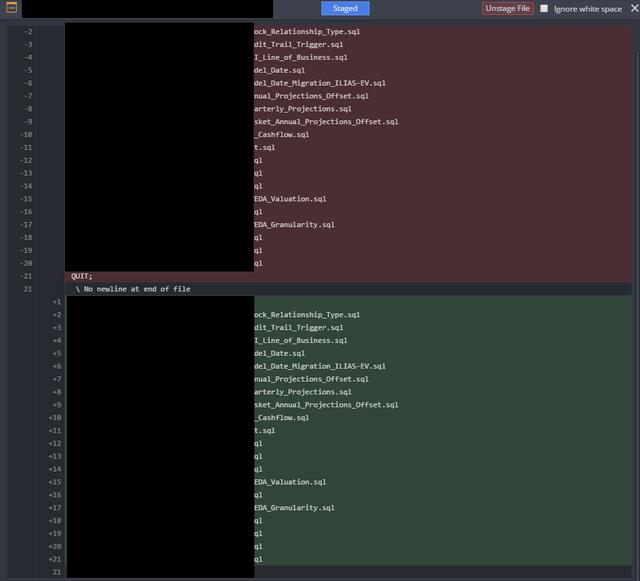 Staged Unstage File Ignore white space
-2 ock_Relationship_Type.sql
-3 dit_Trail_Trigger.sql
-4 I_Line_of_Business.sql
-5 del_Date.sql
-6 del_Date_Migration_ILIAS-EV.sql
-7 nual_Projections_Offset.sql
-8 arterly_Projections.sql
-9 sket_Annual_Projections_Offset.sql
-10 _Cashflow.sql
-11 t.sql
-12 ql
-13 ql
-14 ql
-15 EDA_Valuation.sql
-16 ql
-17 EDA_Granularity.sql
-18 ql
-19 ql
-20 ql
-21 QUIT;
21 \ No newline at end of file
+1
+2 ock_Relationship_Type.sql
+3 dit_Trail_Trigger.sql
+4 I_Line_of_Business.sql
+5 del_Date.sql
+6 del_Date_Migration_ILIAS-EV.sql
+7 nual_Projections_Offset.sql
+8 arterly_Projections.sql
+9 sket_Annual_Projections_Offset.sql
+10 _Cashflow.sql
+11 t.sql
+12 ql
+13 ql
+14 ql
+15 EDA_Valuation.sql
+16 ql
+17 EDA_Granularity.sql
+18 ql
+19 ql
+20 ql
+21 ql
21